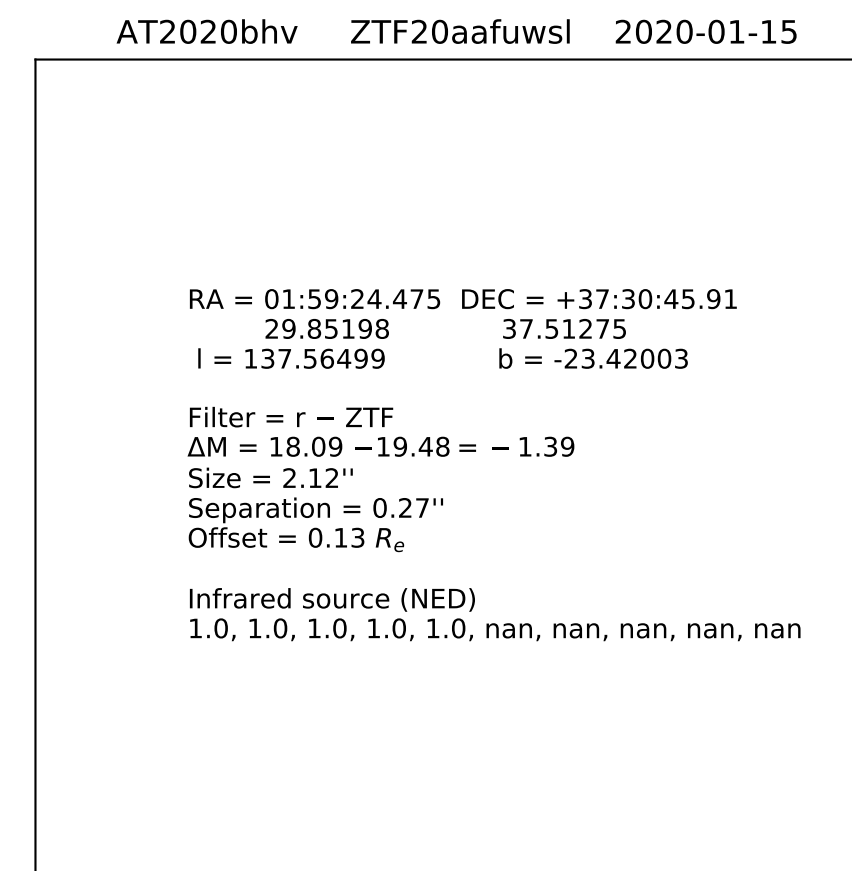 AT2020bhv ZTF20aafuwsl 2020-01-15
RA = 01:59:24.475 DEC = +37:30:45.91
29.85198 37.51275
l = 137.56499 b = -23.42003
Filter = r − ZTF
ΔM = 18.09 −19.48 = − 1.39
Size = 2.12''
Separation = 0.27''
Offset = 0.13 Re
Infrared source (NED)
1.0, 1.0, 1.0, 1.0, 1.0, nan, nan, nan, nan, nan